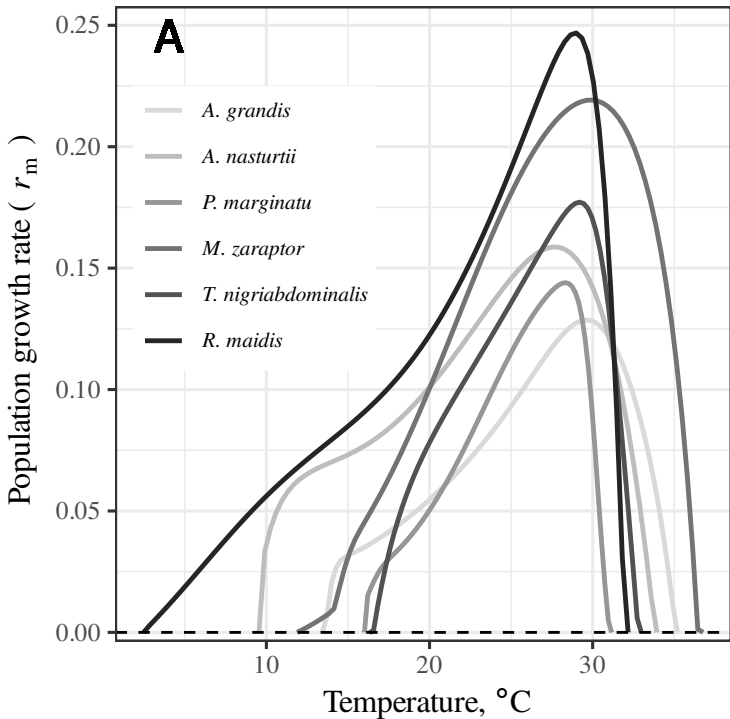 A
0.25
0.20
0.15
0.10
0.05
0.00
Population growth rate ( rm )
A. grandis
A. nasturtii
P. marginatu
M. zaraptor
T. nigriabdominalis
R. maidis
10
20
30
Temperature, °C